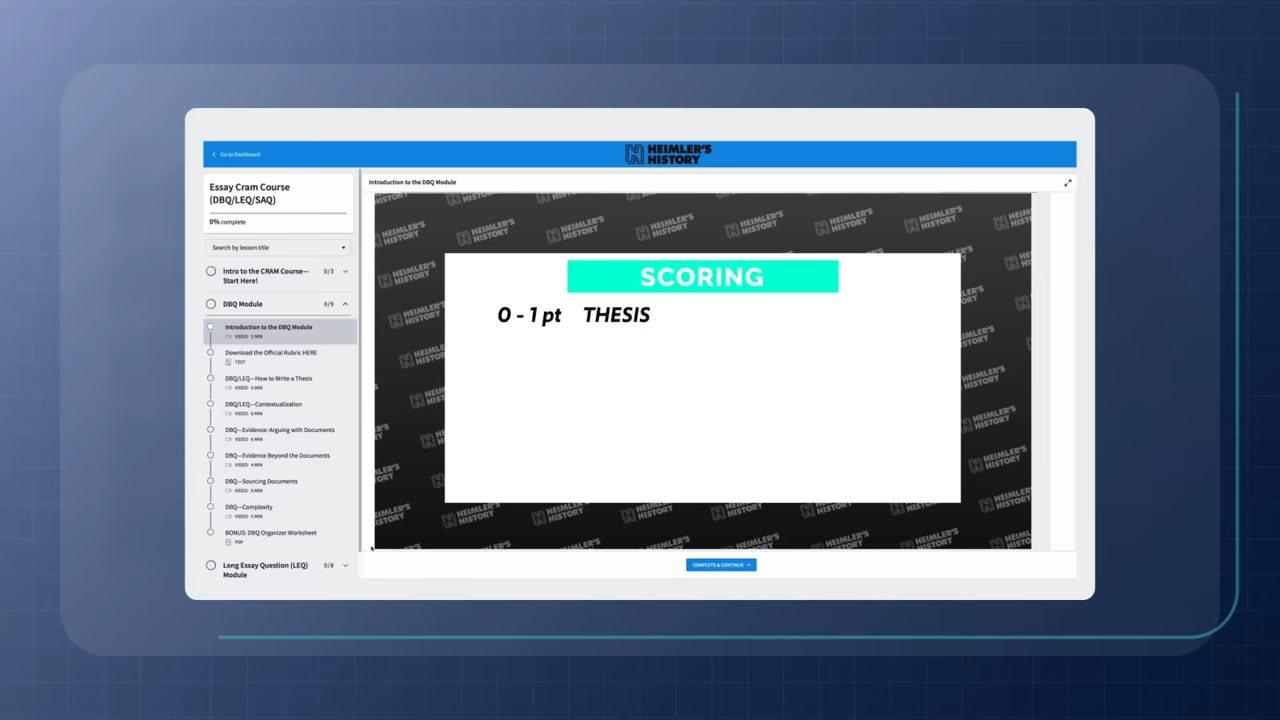 Go to Dashboard
HEIMLER'S
HISTORY
Essay Cram Course
(DBQ/LEQ/SAQ)
0% complete
Search by lesson title
Intro to the CRAM Course—
Start Here!
0/3
DBQ Module
0/9
Introduction to the DBQ Module
VIDEO · 2 MIN
Download the Official Rubric HERE
TEXT
DBQ/LEQ—How to Write a Thesis
VIDEO · 5 MIN
DBQ/LEQ—Contextualization
VIDEO · 6 MIN
DBQ—Evidence: Arguing with Documents
VIDEO · 6 MIN
DBQ—Evidence Beyond the Documents
VIDEO · 4 MIN
DBQ—Sourcing Documents
VIDEO · 6 MIN
DBQ—Complexity
VIDEO · 5 MIN
BONUS: DBQ Organizer Worksheet
PDF
Long Essay Question (LEQ)
Module
0/8
Introduction to the DBQ Module
SCORING
0 - 1 pt THESIS
COMPLETE & CONTINUE →